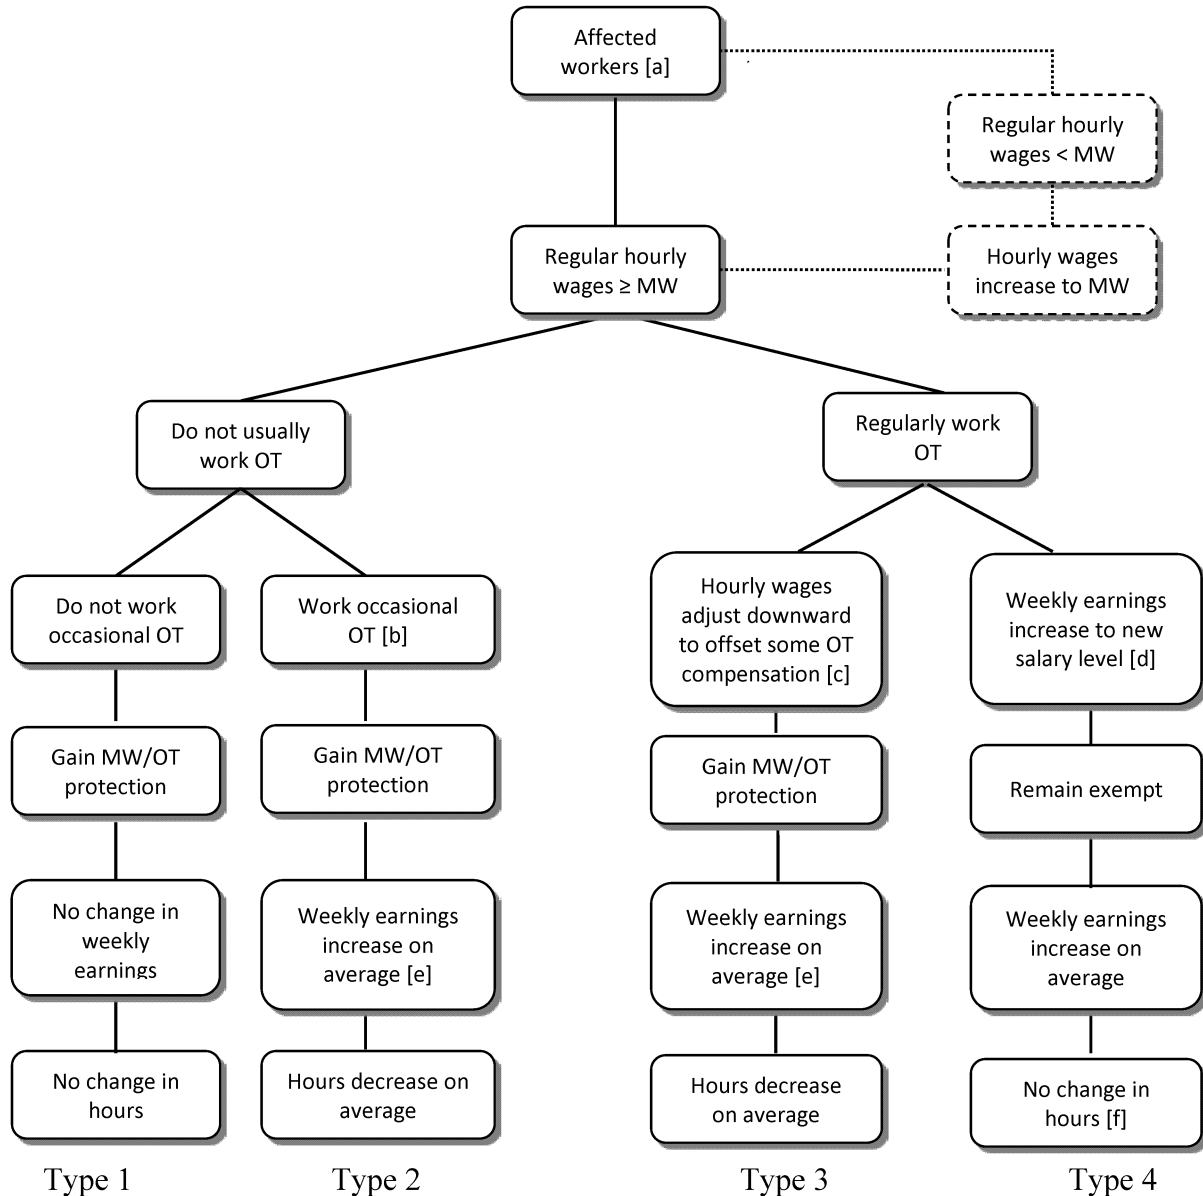 Affected
workers [a]
Regular hourly
wages < MW
Regular hourly
wages ≥ MW
Hourly wages
increase to MW
Do not usually
work OT
Regularly work
OT
Do not work
occasional OT
Work occasional
OT [b]
Hourly wages
adjust downward
to offset some OT
compensation [c]
Weekly earnings
increase to new
salary level [d]
Gain MW/OT
protection
Gain MW/OT
protection
Gain MW/OT
protection
Remain exempt
No change in
weekly
earnings
Weekly earnings
increase on
average [e]
Weekly earnings
increase on
average [e]
Weekly earnings
increase on
average
No change in
hours
Hours decrease on
average
Hours decrease
on average
No change in
hours [f]
Type 1
Type 2
Type 3
Type 4